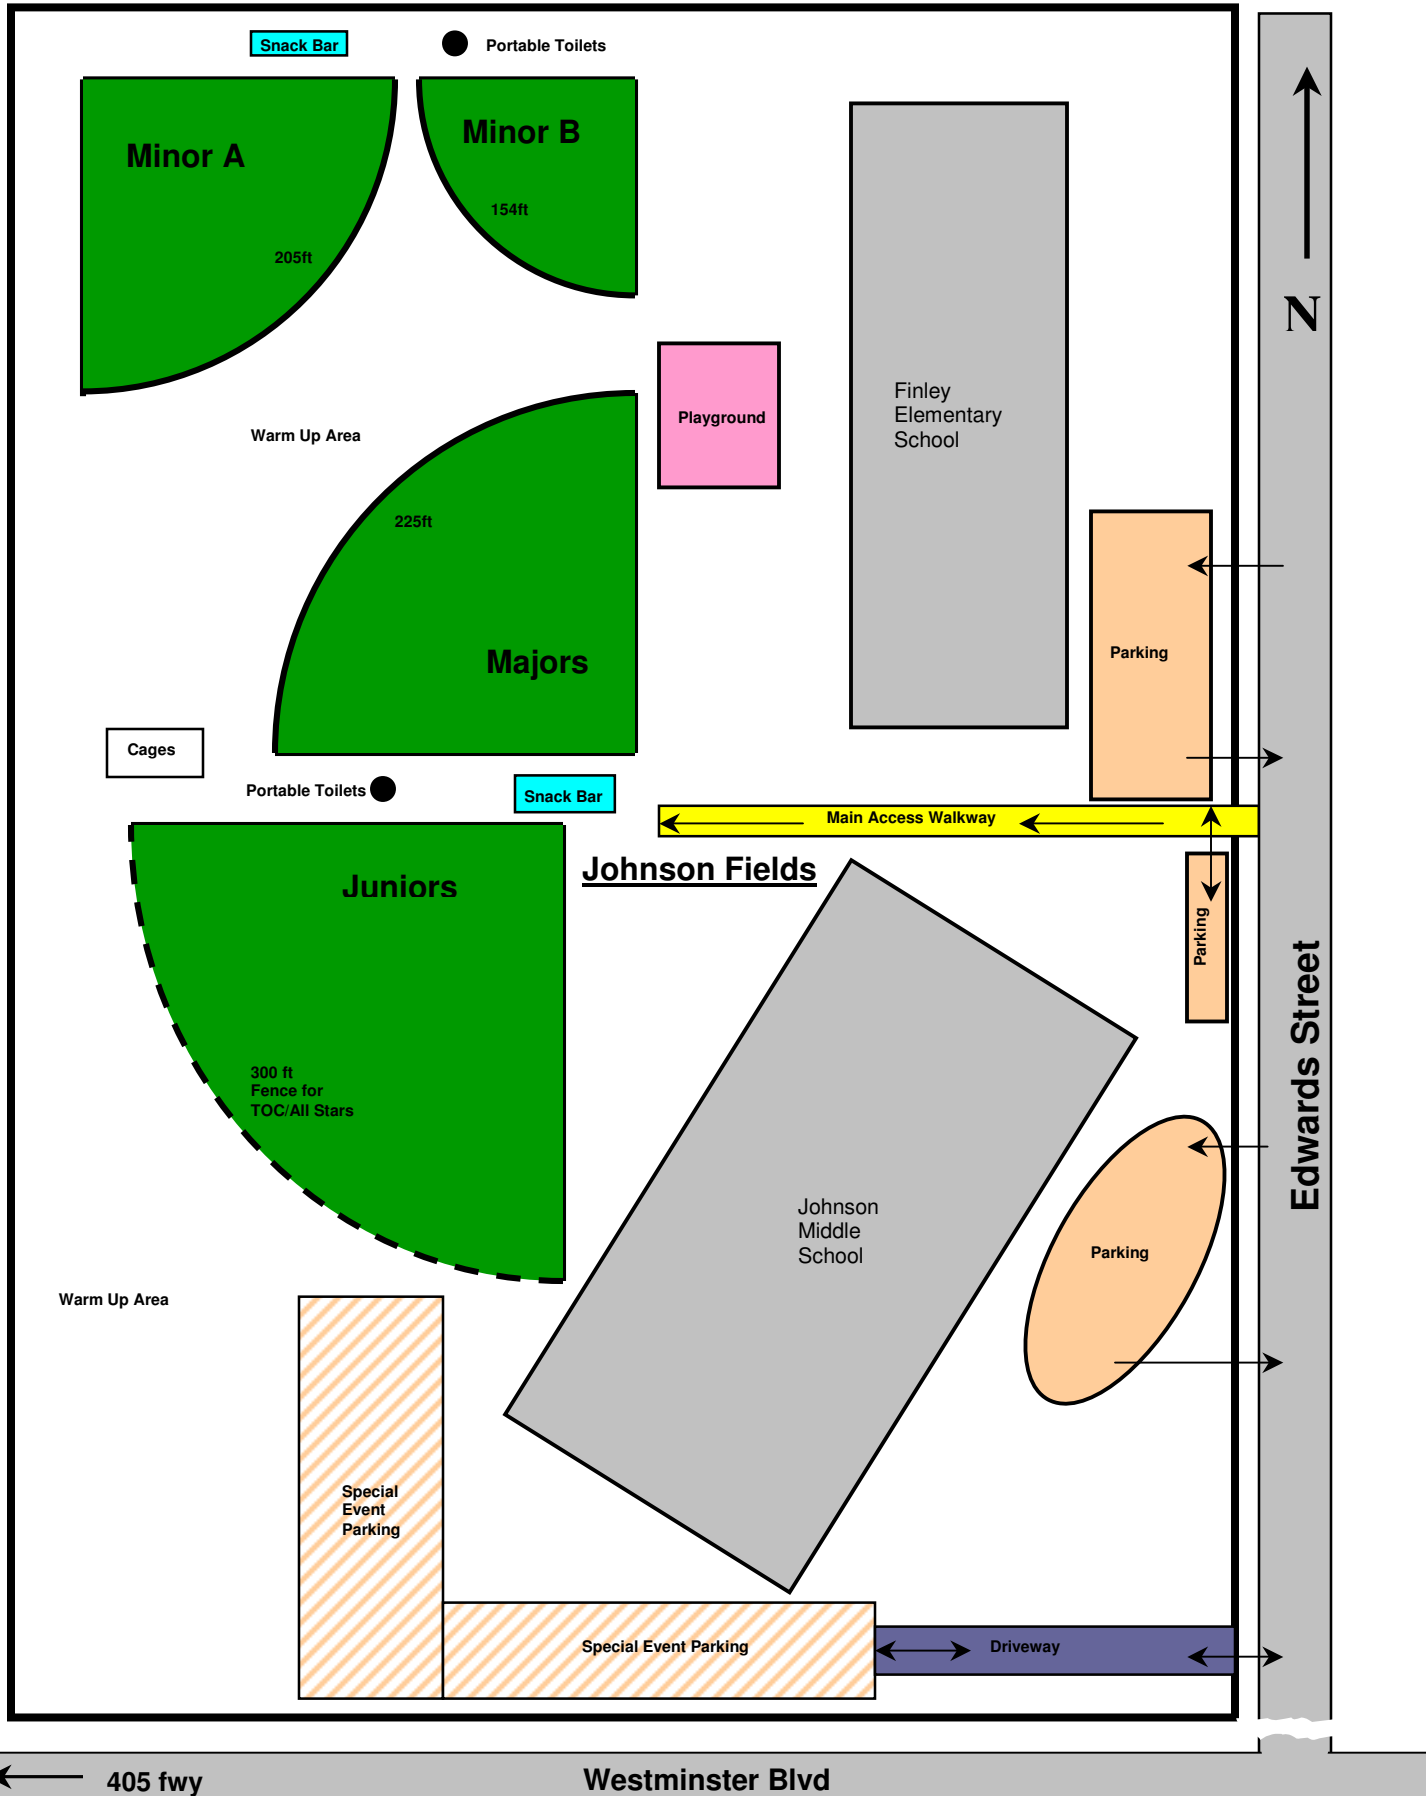 Snack Bar
Portable Toilets
Minor A
Minor B
154ft
205ft
N
Playground
Finley
Elementary
School
Warm Up Area
225ft
Parking
Majors
Cages
Portable Toilets
Snack Bar
Main Access Walkway
Johnson Fields
Juniors
Parking
Edwards Street
300 ft
Fence for
TOC/All Stars
Johnson
Middle
School
Parking
Warm Up Area
Special
Event
Parking
Special Event Parking
Driveway
405 fwy
Westminster Blvd